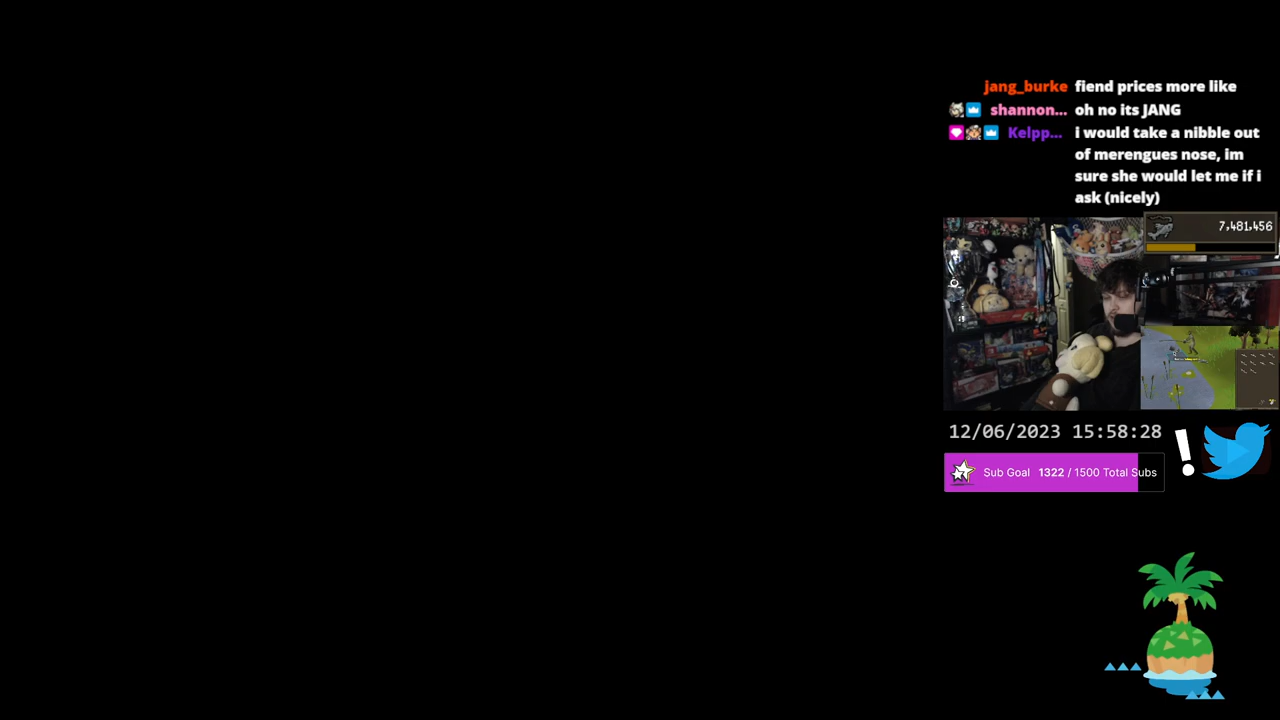 jang_burke fiend prices more like
shannon... oh no its JANG
Kelpp... i would take a nibble out
of merengues nose, im
sure she would let me if i
ask (nicely)
7,481,456
12/06/2023 15:58:28
Sub Goal 1322 / 1500 Total Subs
!